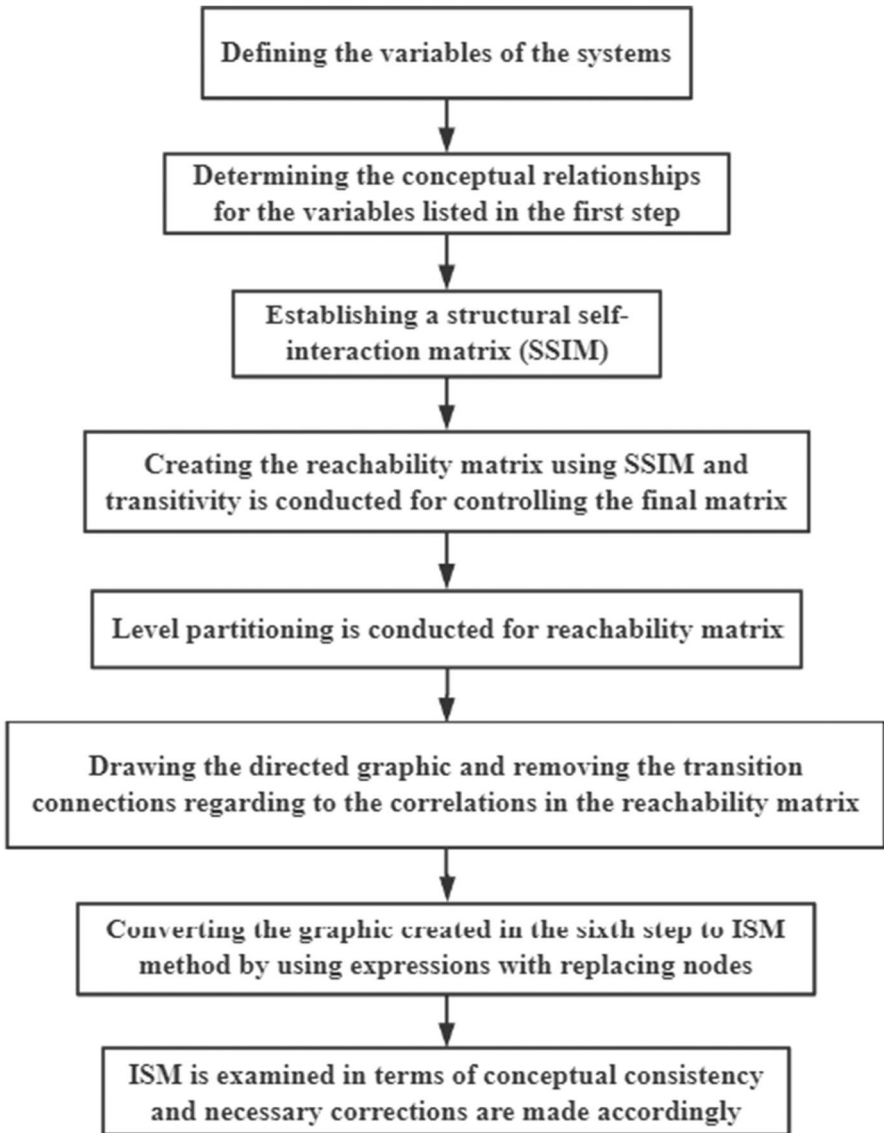 Defining the variables of the systems
Determining the conceptual relationships
for the variables listed in the first step
Establishing a structural self-
interaction matrix (SSIM)
Creating the reachability matrix using SSIM and
transitivity is conducted for controlling the final matrix
Level partitioning is conducted for reachability matrix
Drawing the directed graphic and removing the transition
connections regarding to the correlations in the reachability matrix
Converting the graphic created in the sixth step to ISM
method by using expressions with replacing nodes
ISM is examined in terms of conceptual consistency
and necessary corrections are made accordingly